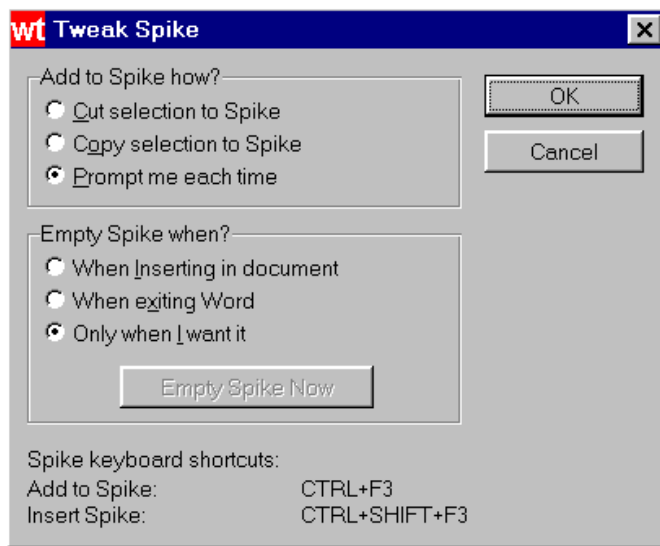 wt Tweak Spike
Add to Spike how?
Cut selection to Spike
Copy selection to Spike
Prompt me each time
OK
Cancel
Empty Spike when?
When Inserting in document
When exiting Word
Only when I want it
Empty Spike Now
Spike keyboard shortcuts:
Add to Spike: CTRL+F3
Insert Spike: CTRL+SHIFT+F3